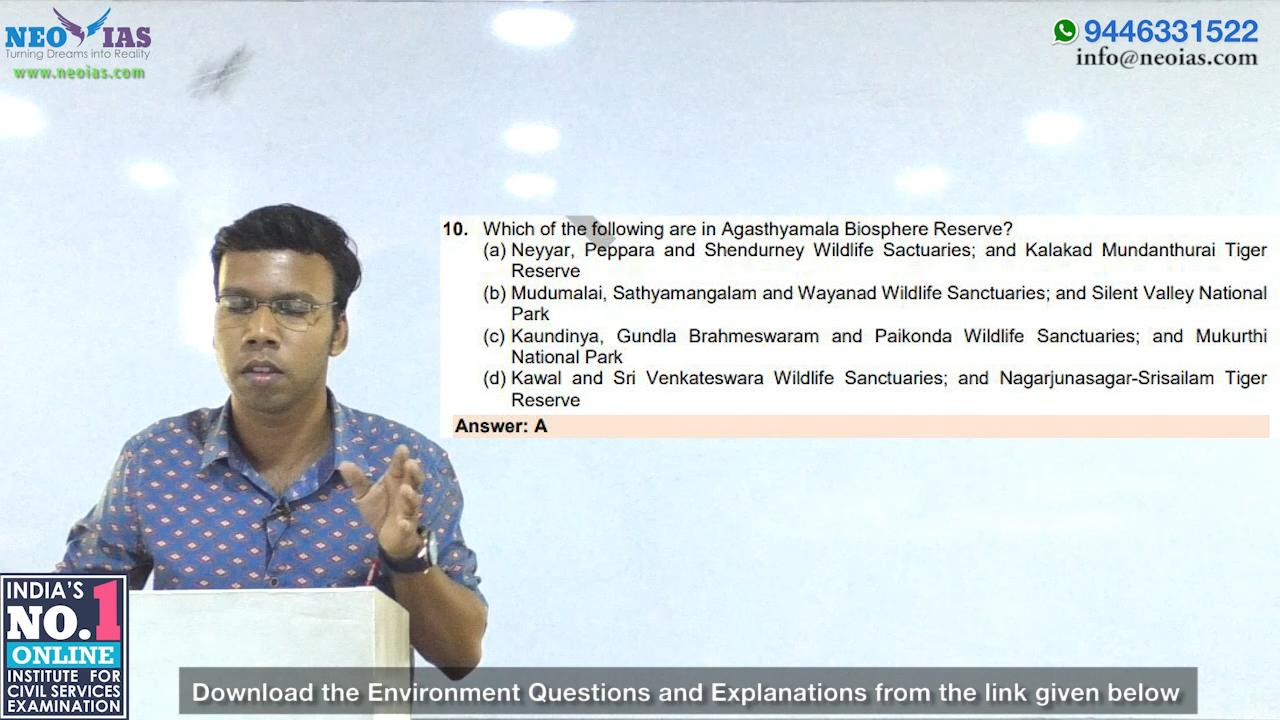 NEO IAS
Turning Dreams into Reality
www.neoias.com
9446331522
info@neoias.com
10. Which of the following are in Agasthyamala Biosphere Reserve?
(a) Neyyar, Peppara and Shendurney Wildlife Sactuaries; and Kalakad Mundanthurai Tiger
Reserve
(b) Mudumalai, Sathyamangalam and Wayanad Wildlife Sanctuaries; and Silent Valley National
Park
(c) Kaundinya, Gundla Brahmeswaram and Paikonda Wildlife Sanctuaries; and Mukurthi
National Park
(d) Kawal and Sri Venkateswara Wildlife Sanctuaries; and Nagarjunasagar-Srisailam Tiger
Reserve
Answer: A
INDIA'S
NO.1
ONLINE
INSTITUTE FOR
CIVIL SERVICES
EXAMINATION
Download the Environment Questions and Explanations from the link given below